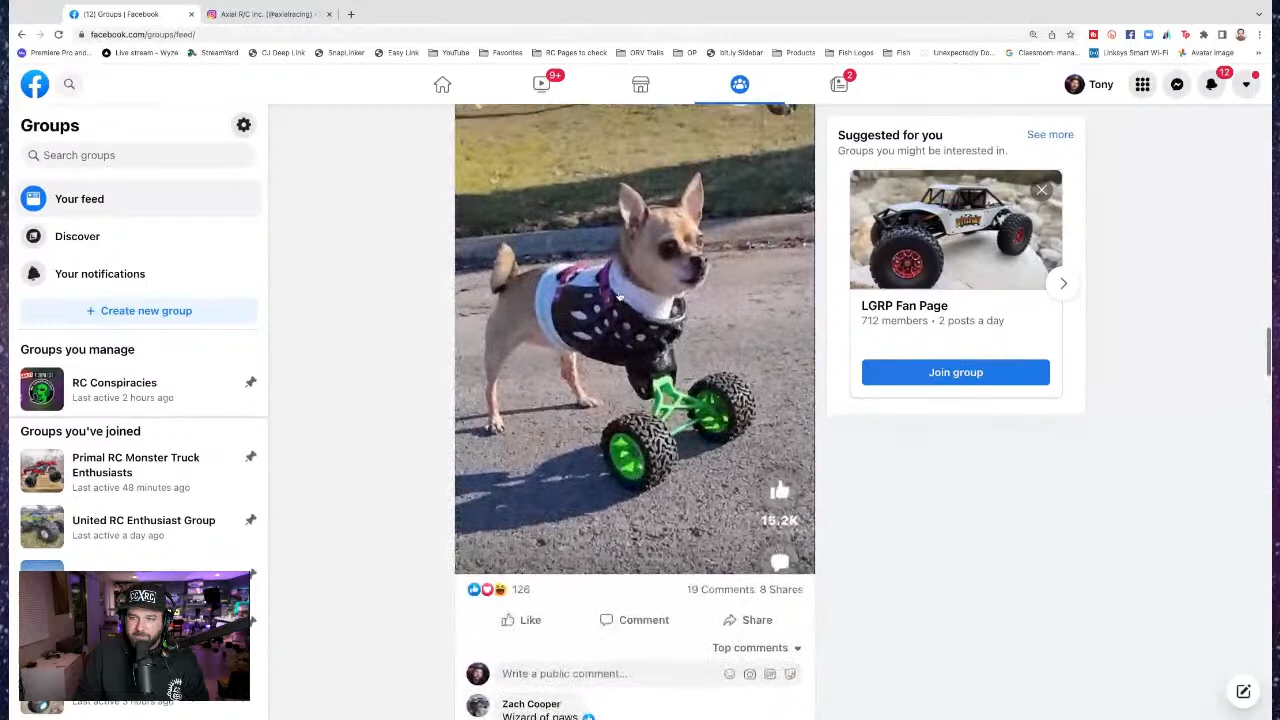 (12) Groups | Facebook
Axial R/C Inc. (@axialracing) •
facebook.com/groups/feed/
Premiere Pro and...
Live stream - Wyze
StreamYard
CJ Deep Link
SnapLinker
Easy Link
YouTube
Favorites
RC Pages to check
ORV Trails
OP
bit.ly Sidebar
Products
Fish Logos
Fish
Unexpectedly Do...
Classroom: mana...
Linksys Smart Wi-Fi
Avatar image
9+
2
Tony
12
Groups
Search groups
Your feed
Discover
Your notifications
+ Create new group
Groups you manage
RC Conspiracies
Last active 2 hours ago
Groups you've joined
Primal RC Monster Truck
Enthusiasts
Last active 48 minutes ago
United RC Enthusiast Group
Last active a day ago
15.2K
126
19 Comments 8 Shares
Like
Comment
Share
Top comments
Write a public comment...
GIF
Zach Cooper
Wizard of paws
Suggested for you
See more
Groups you might be interested in.
LGRP Fan Page
712 members • 2 posts a day
Join group